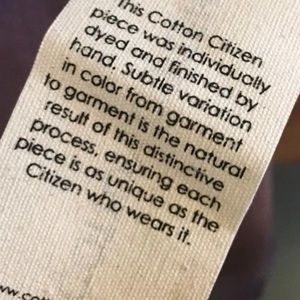 This Cotton Citizen
piece was individually
dyed and finished by
hand. Subtle variation
in color from garment
to garment is the natural
result of this distinctive
process, ensuring each
piece is as unique as the
Citizen who wears it.